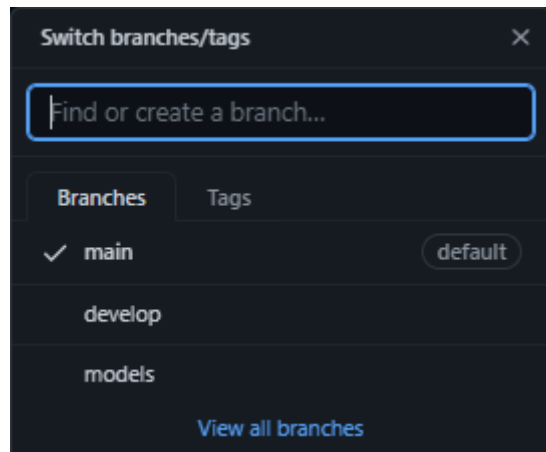 Switch branches/tags
Find or create a branch...
Branches Tags
main default
develop
models
View all branches